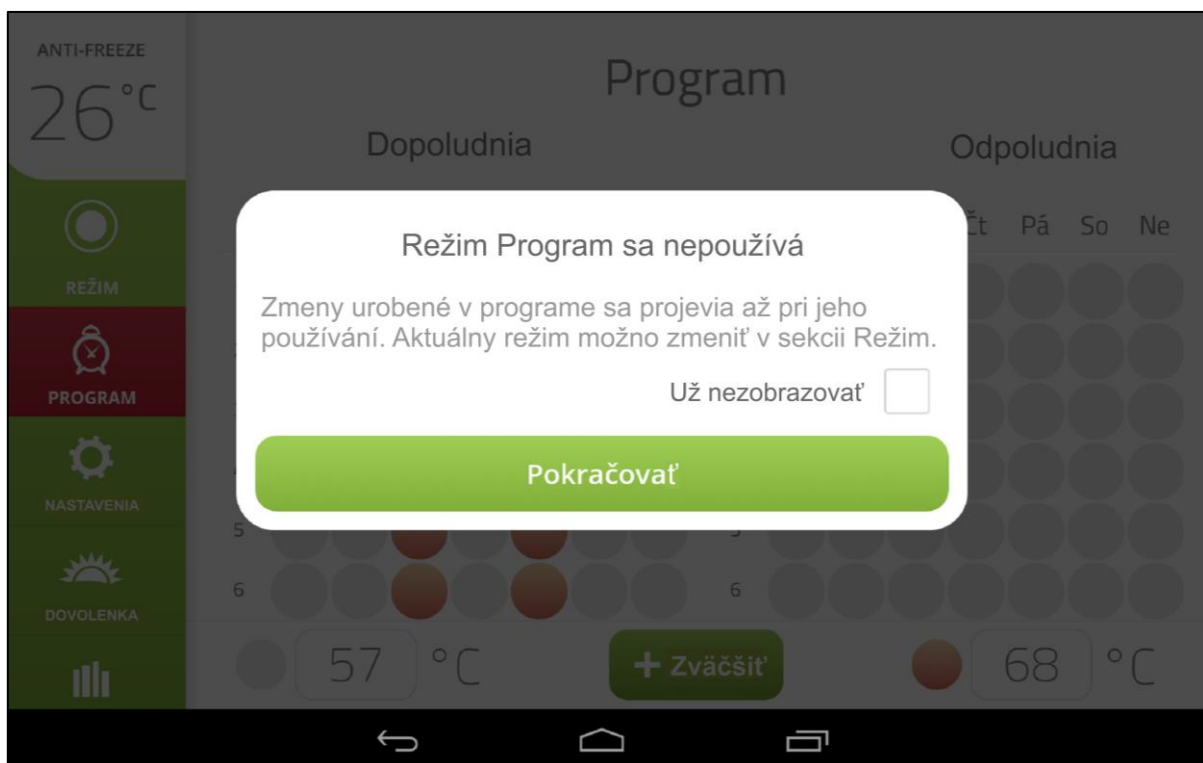 ANTI-FREEZE
26 °C
Program
Dopoludnia
Odpoludnia
Čt Pá So Ne
REŽIM
PROGRAM
NASTAVENIA
DOVOLENKA
Režim Program sa nepoužívá
Zmeny urobené v programe sa projevia až pri jeho
používání. Aktuálny režim možno zmeniť v sekcii Režim.
Už nezobrazovať
Pokračovať
5
6 6
57 °C
+ Zväčšiť
68 °C